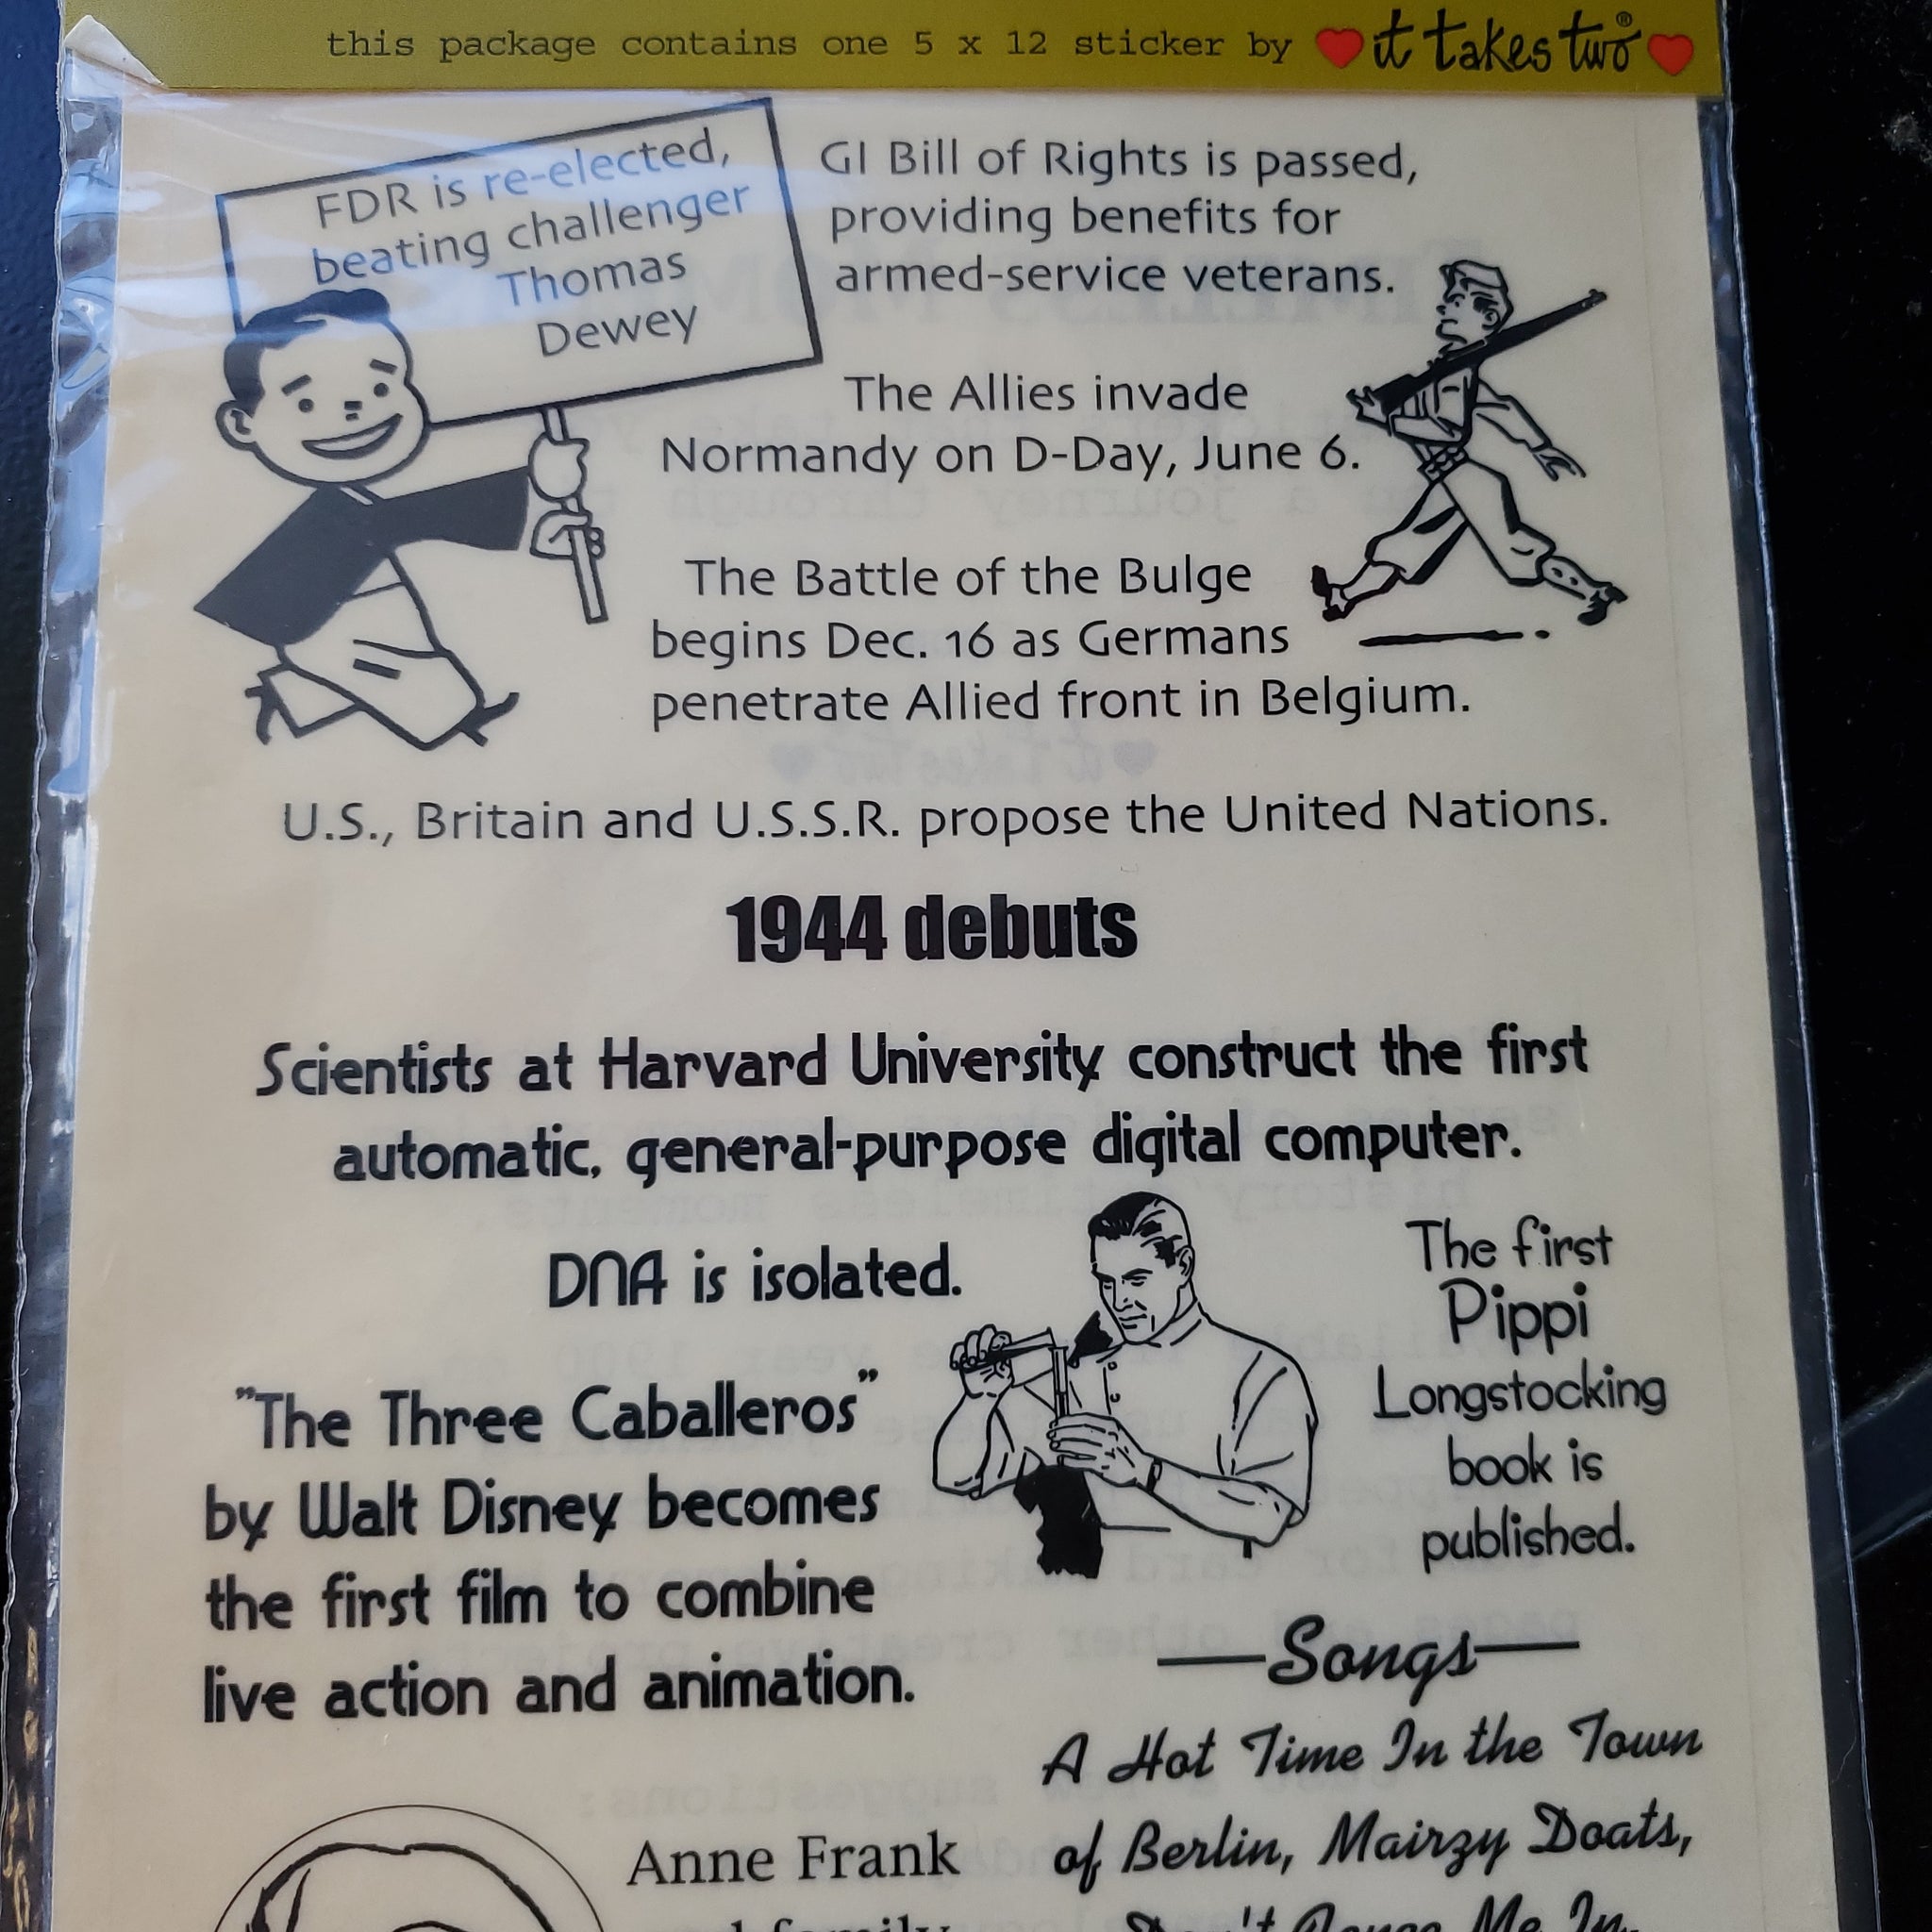 this package contains one 5 x 12 sticker by it takes two®
FDR is re-elected,
beating challenger
Thomas
Dewey
GI Bill of Rights is passed,
providing benefits for
armed-service veterans.
The Allies invade
Normandy on D-Day, June 6.
The Battle of the Bulge
begins Dec. 16 as Germans
penetrate Allied front in Belgium.
U.S., Britain and U.S.S.R. propose the United Nations.
1944 debuts
Scientists at Harvard University construct the first
automatic, general-purpose digital computer.
DNA is isolated.
"The Three Caballeros"
by Walt Disney becomes
the first film to combine
live action and animation.
The first
Pippi
Longstocking
book is
published.
Songs
A Hot Time In the Town
of Berlin, Mairzy Doats,
Me In
Anne Frank
family